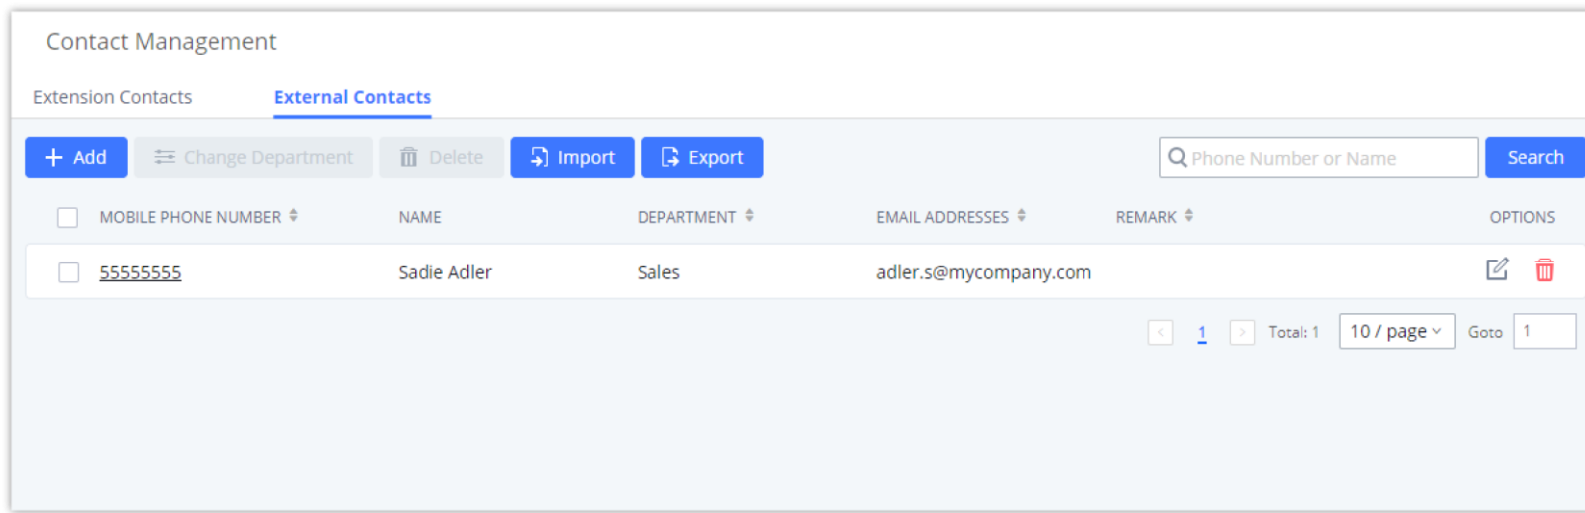 Contact Management
Extension Contacts External Contacts
Add Change Department Delete Import Export Phone Number or Name Search
MOBILE PHONE NUMBER NAME DEPARTMENT EMAIL ADDRESSES REMARK OPTIONS
55555555 Sadie Adler Sales adler.s@mycompany.com
< 1 > Total: 1 10 / page Goto 1